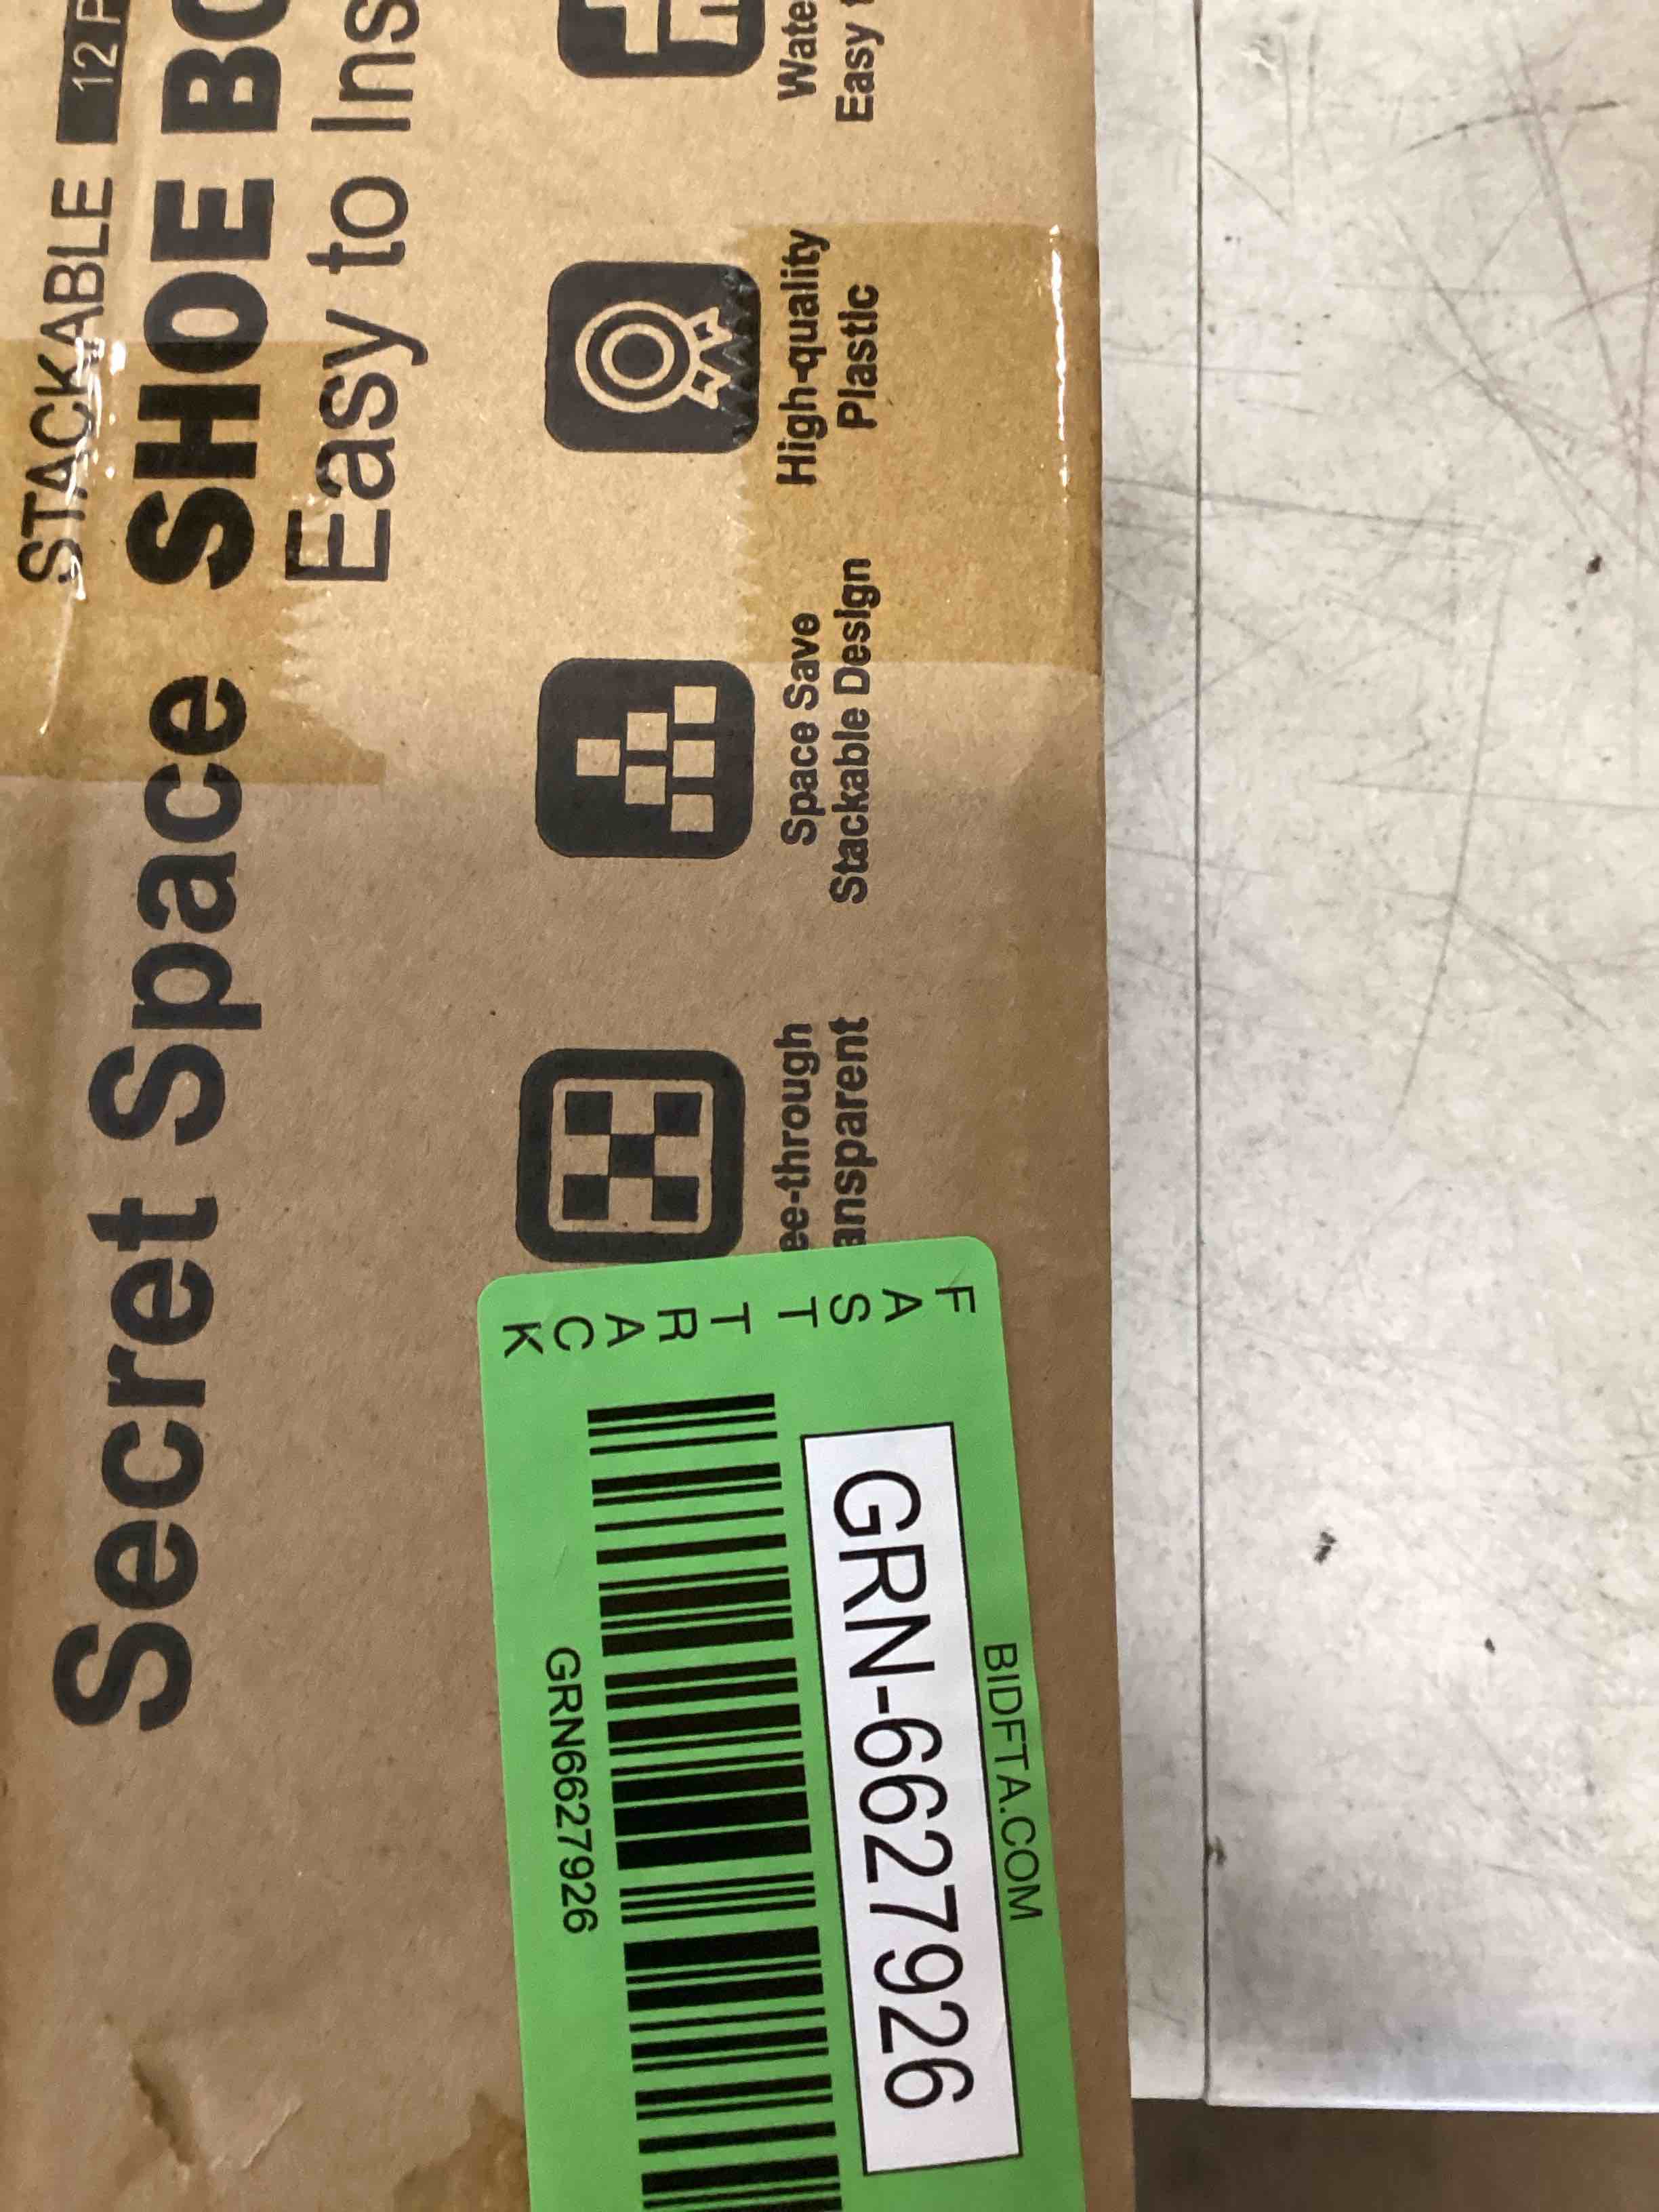 STACKABLE 12 P
Secret Space SHOE BO
Easy to Ins
ee-through
ansparent
Space Save
Stackable Design
High-quality
Plastic
Wate
Easy t
FAST TRACK
BIDFTA.COM
GRN-6627926
GRN6627926